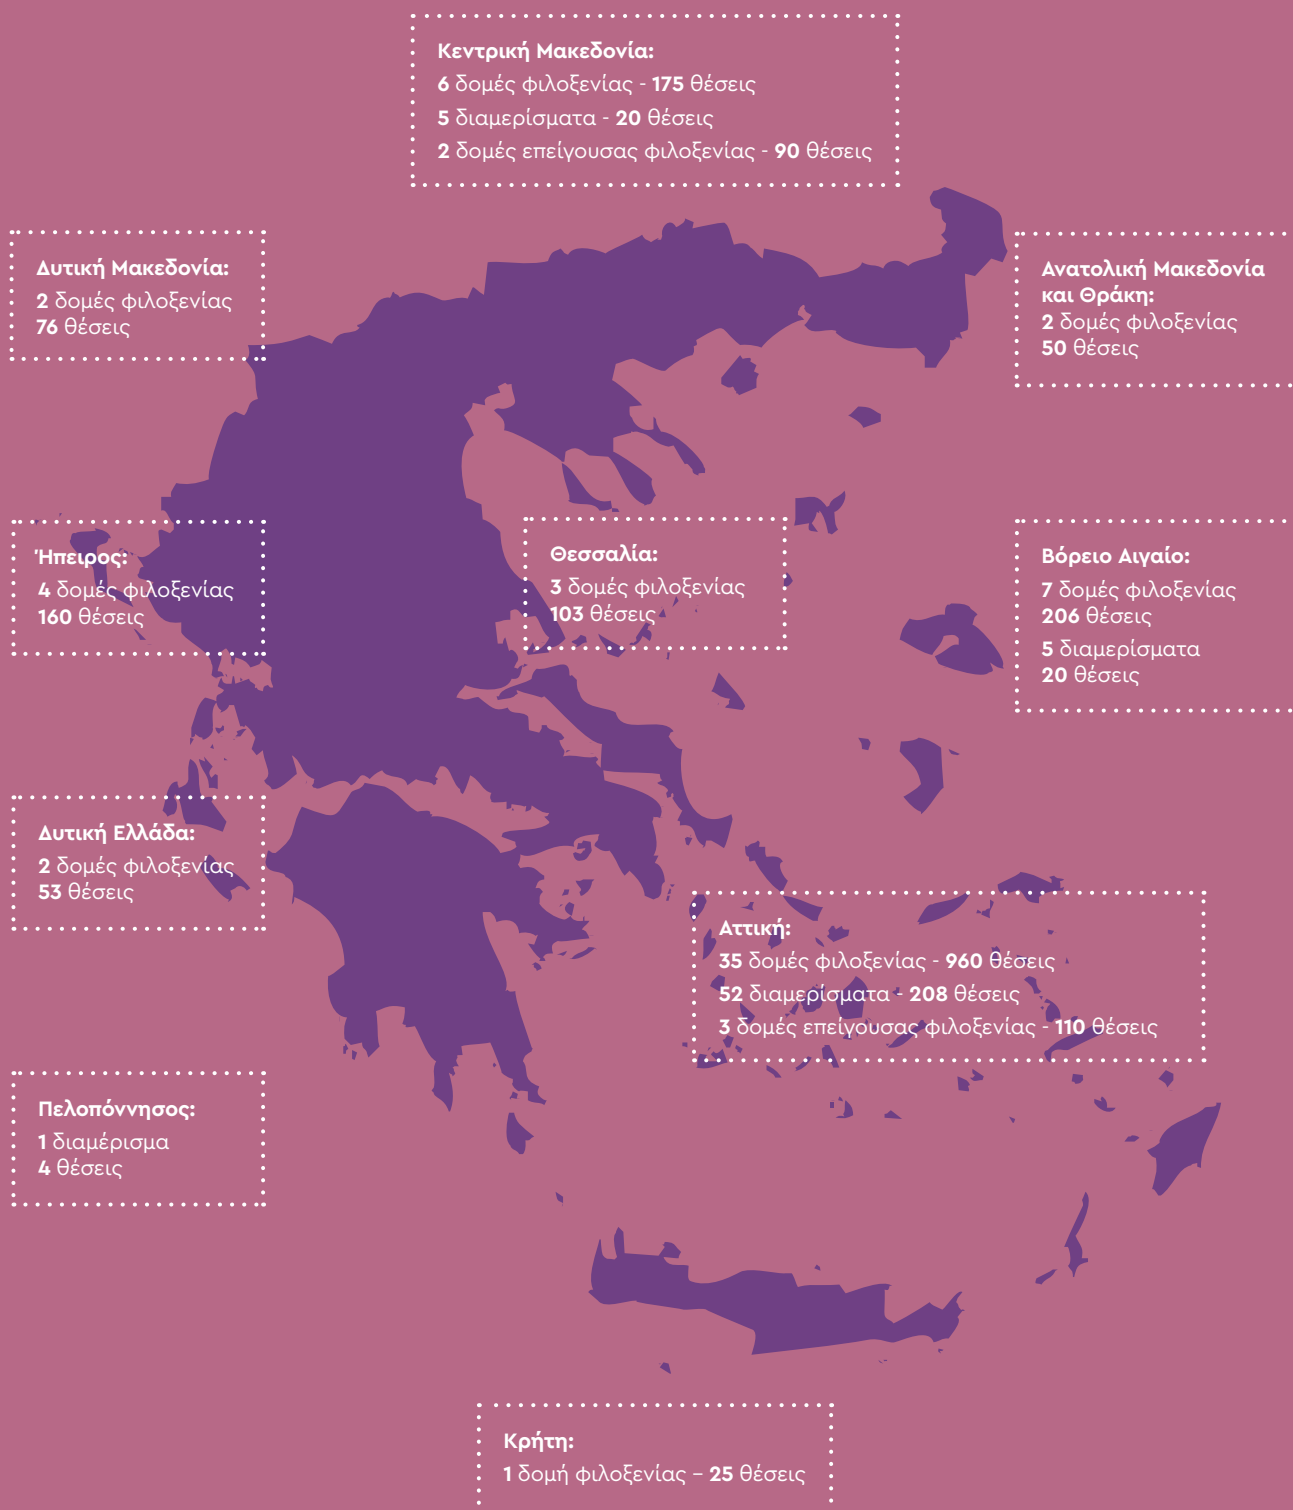 Κεντρική Μακεδονία:
6 δομές φιλοξενίας - 175 θέσεις
5 διαμερίσματα - 20 θέσεις
2 δομές επείγουσας φιλοξενίας - 90 θέσεις
Δυτική Μακεδονία:
2 δομές φιλοξενίας
76 θέσεις
Ανατολική Μακεδονία
και Θράκη:
2 δομές φιλοξενίας
50 θέσεις
Ήπειρος:
4 δομές φιλοξενίας
160 θέσεις
Θεσσαλία:
3 δομές φιλοξενίας
103 θέσεις
Βόρειο Αιγαίο:
7 δομές φιλοξενίας
206 θέσεις
5 διαμερίσματα
20 θέσεις
Δυτική Ελλάδα:
2 δομές φιλοξενίας
53 θέσεις
Αττική:
35 δομές φιλοξενίας - 960 θέσεις
52 διαμερίσματα - 208 θέσεις
3 δομές επείγουσας φιλοξενίας - 110 θέσεις
Πελοπόννησος:
1 διαμέρισμα
4 θέσεις
Κρήτη:
1 δομή φιλοξενίας – 25 θέσεις